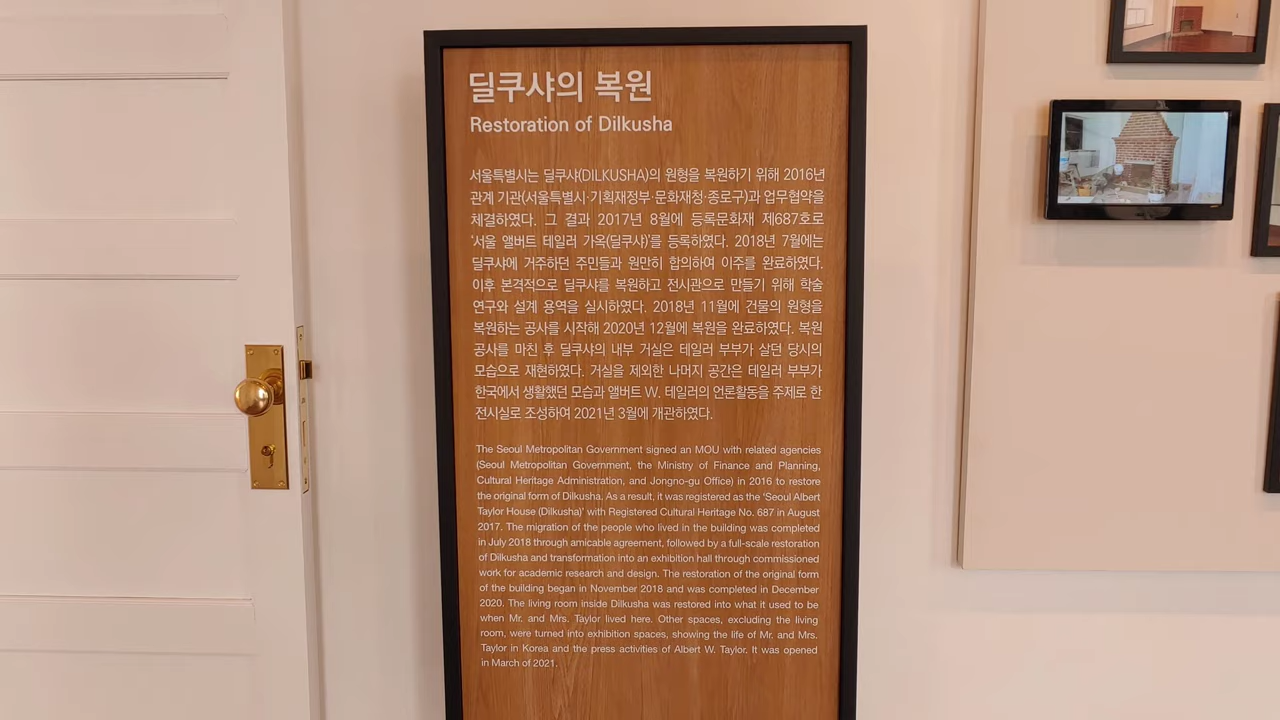 딜쿠샤의 복원
Restoration of Dilkusha
서울특별시는 딜쿠샤(DILKUSHA)의 원형을 복원하기 위해 2016년
관계 기관(서울특별시·기획재정부·문화재청·종로구)과 업무협약을
체결하였다. 그 결과 2017년 8월에 등록문화재 제687호로
'서울 앨버트 테일러 가옥(딜쿠샤)'를 등록하였다. 2018년 7월에는
딜쿠샤에 거주하던 주민들과 원만히 합의하여 이주를 완료하였다.
이후 본격적으로 딜쿠샤를 복원하고 전시관으로 만들기 위해 학술
연구와 설계 용역을 실시하였다. 2018년 11월에 건물의 원형을
복원하는 공사를 시작해 2020년 12월에 복원을 완료하였다. 복원
공사를 마친 후 딜쿠샤의 내부 거실은 테일러 부부가 살던 당시의
모습으로 재현하였다. 거실을 제외한 나머지 공간은 테일러 부부가
한국에서 생활했던 모습과 앨버트 W. 테일러의 언론활동을 주제로 한
전시실로 조성하여 2021년 3월에 개관하였다.
The Seoul Metropolitan Government signed an MOU with related agencies
(Seoul Metropolitan Government, the Ministry of Finance and Planning,
Cultural Heritage Administration, and Jongno-gu Office) in 2016 to restore
the original form of Dilkusha. As a result, it was registered as the 'Seoul Albert
Taylor House (Dilkusha)' with Registered Cultural Heritage No. 687 in August
2017. The migration of the people who lived in the building was completed
in July 2018 through amicable agreement, followed by a full-scale restoration
of Dilkusha and transformation into an exhibition hall through commissioned
work for academic research and design. The restoration of the original form
of the building began in November 2018 and was completed in December
2020. The living room inside Dilkusha was restored into what it used to be
when Mr. and Mrs. Taylor lived here. Other spaces, excluding the living
room, were turned into exhibition spaces, showing the life of Mr. and Mrs.
Taylor in Korea and the press activities of Albert W. Taylor. It was opened
in March of 2021.